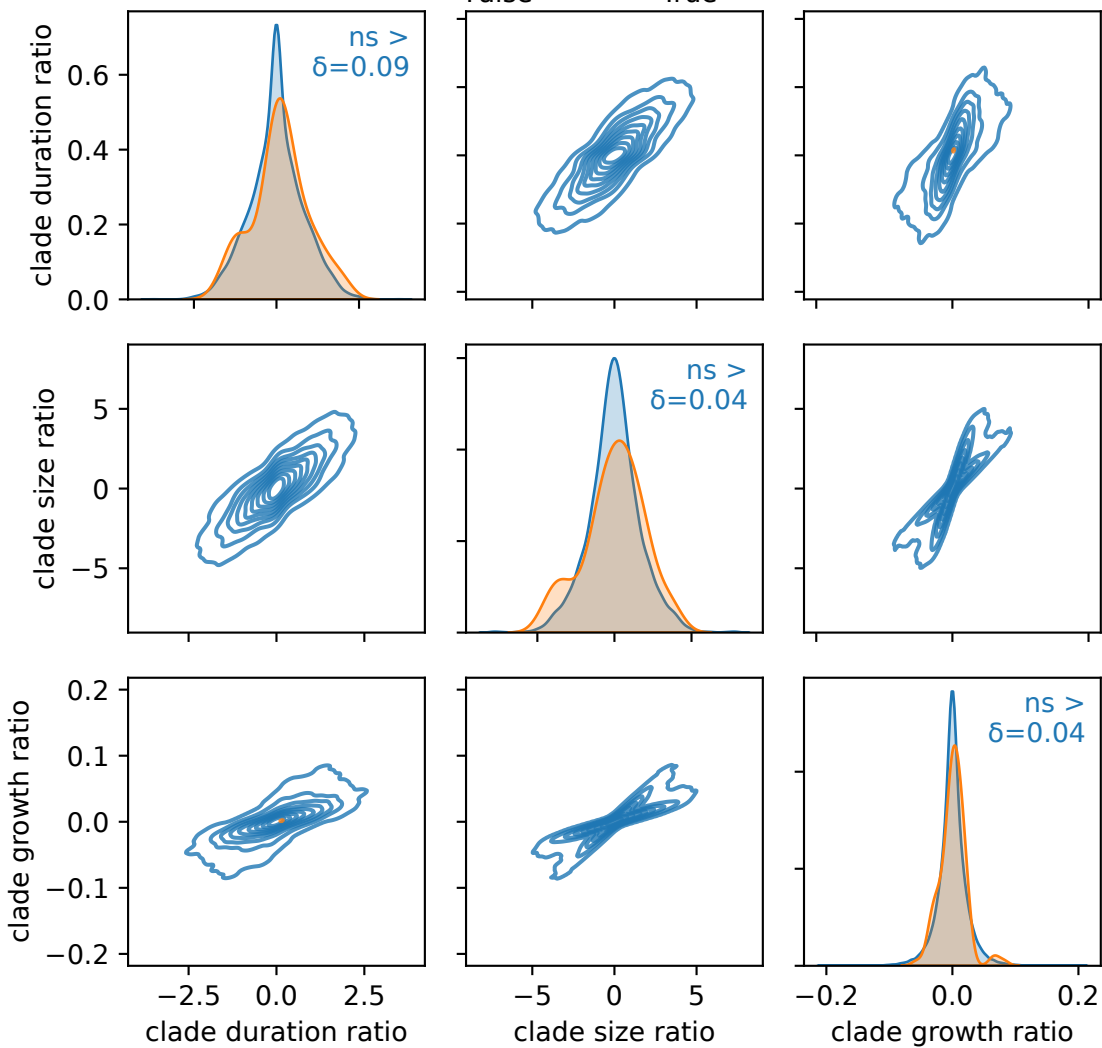 clade duration ratio
0.6
0.4
0.2
0.0
ns >
δ=0.09
clade size ratio
5
0
−5
ns >
δ=0.04
clade growth ratio
0.2
0.1
0.0
−0.1
−0.2
ns >
δ=0.04
−2.5 0.0 2.5
clade duration ratio
−5 0 5
clade size ratio
−0.2 0.0 0.2
clade growth ratio